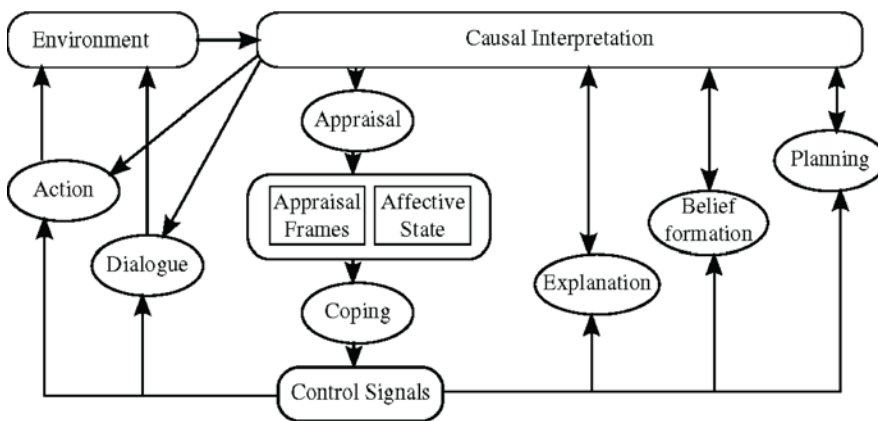 Environment
Causal Interpretation
Appraisal
Planning
Action
Appraisal
Frames
Affective
State
Belief
formation
Dialogue
Explanation
Coping
Control Signals